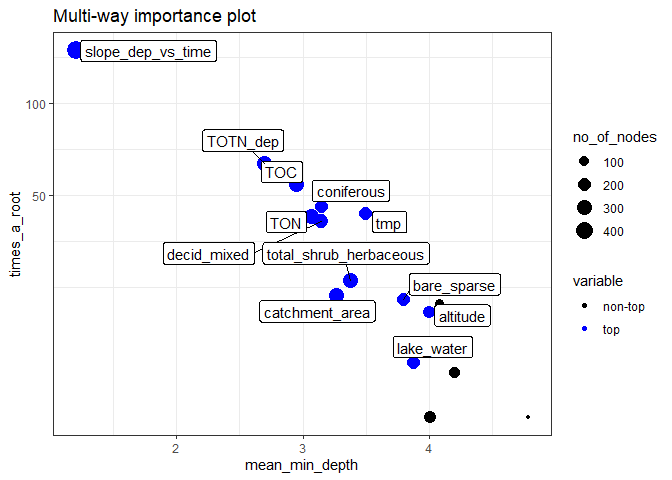 Multi-way importance plot
slope_dep_vs_time
100
TOTN_dep
TOC
coniferous
50
TON
tmp
decid_mixed
total_shrub_herbaceous
bare_sparse
catchment_area
altitude
lake_water
times_a_root
2
3
4
mean_min_depth
no_of_nodes
100
200
300
400
variable
non-top
top